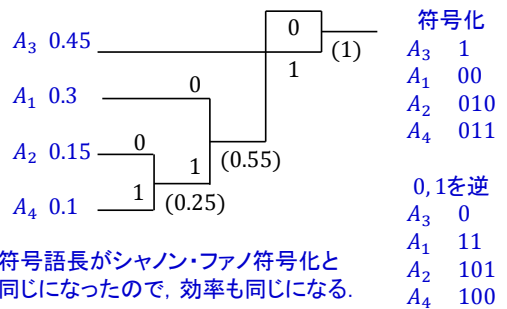 符号化
0
A₃ 0.45
(1)
A₃ 1
1
A₁ 00
0
A₁ 0.3
A₂ 010
A₄ 011
0
A₂ 0.15
1
(0.55)
0, 1を逆
1
(0.25)
A₄ 0.1
A₃ 0
A₁ 11
符号語長がシャノン・ファノ符号化と
A₂ 101
同じになったので，効率も同じになる.
A₄ 100